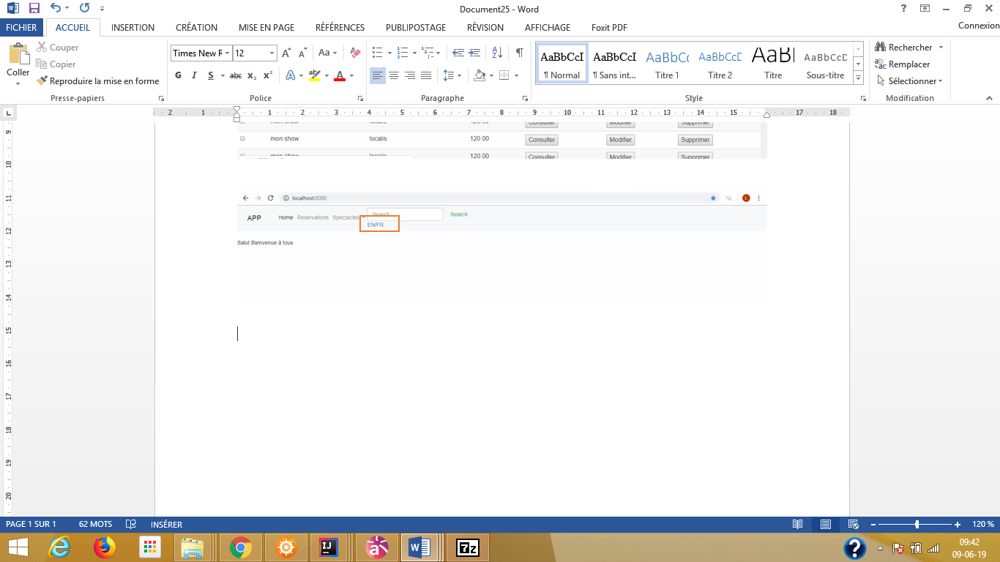 Document25 - Word
FICHIER ACCUEIL INSERTION CRÉATION MISE EN PAGE RÉFÉRENCES PUBLIPOSTAGE RÉVISION AFFICHAGE Foxit PDF Connexion
Coller
Couper
Copier
Reproduire la mise en forme
Presse-papiers
Times New R 12
Aa
G I S abc x₂ x²
Police
Paragraphe
AaBbCcI AaBbCcI AaBbCc AaBbCcD AaBl AaBbCcD
¶ Normal ¶ Sans int... Titre 1 Titre 2 Titre Sous-titre
Style
Rechercher
Remplacer
Sélectionner
Modification
2 1 1 2 3 4 5 6 7 8 9 10 11 12 13 14 15 17 18
9
10
11
12
13
14
15
16
17
18
19
20
mon show localis 120.00 Consulter Modifier Supprimer
mon show localis 120.00 Consulter Modifier Supprimer
mon show localis 120.00 Consulter Modifier Supprimer
localhost:8080
L
APP Home Reservations Spectacles Search Search
EN/FR
Salut Bienvenue à tous
PAGE 1 SUR 1 62 MOTS INSÉRER 120 %
IJ
W
7z
09:42
09-06-19